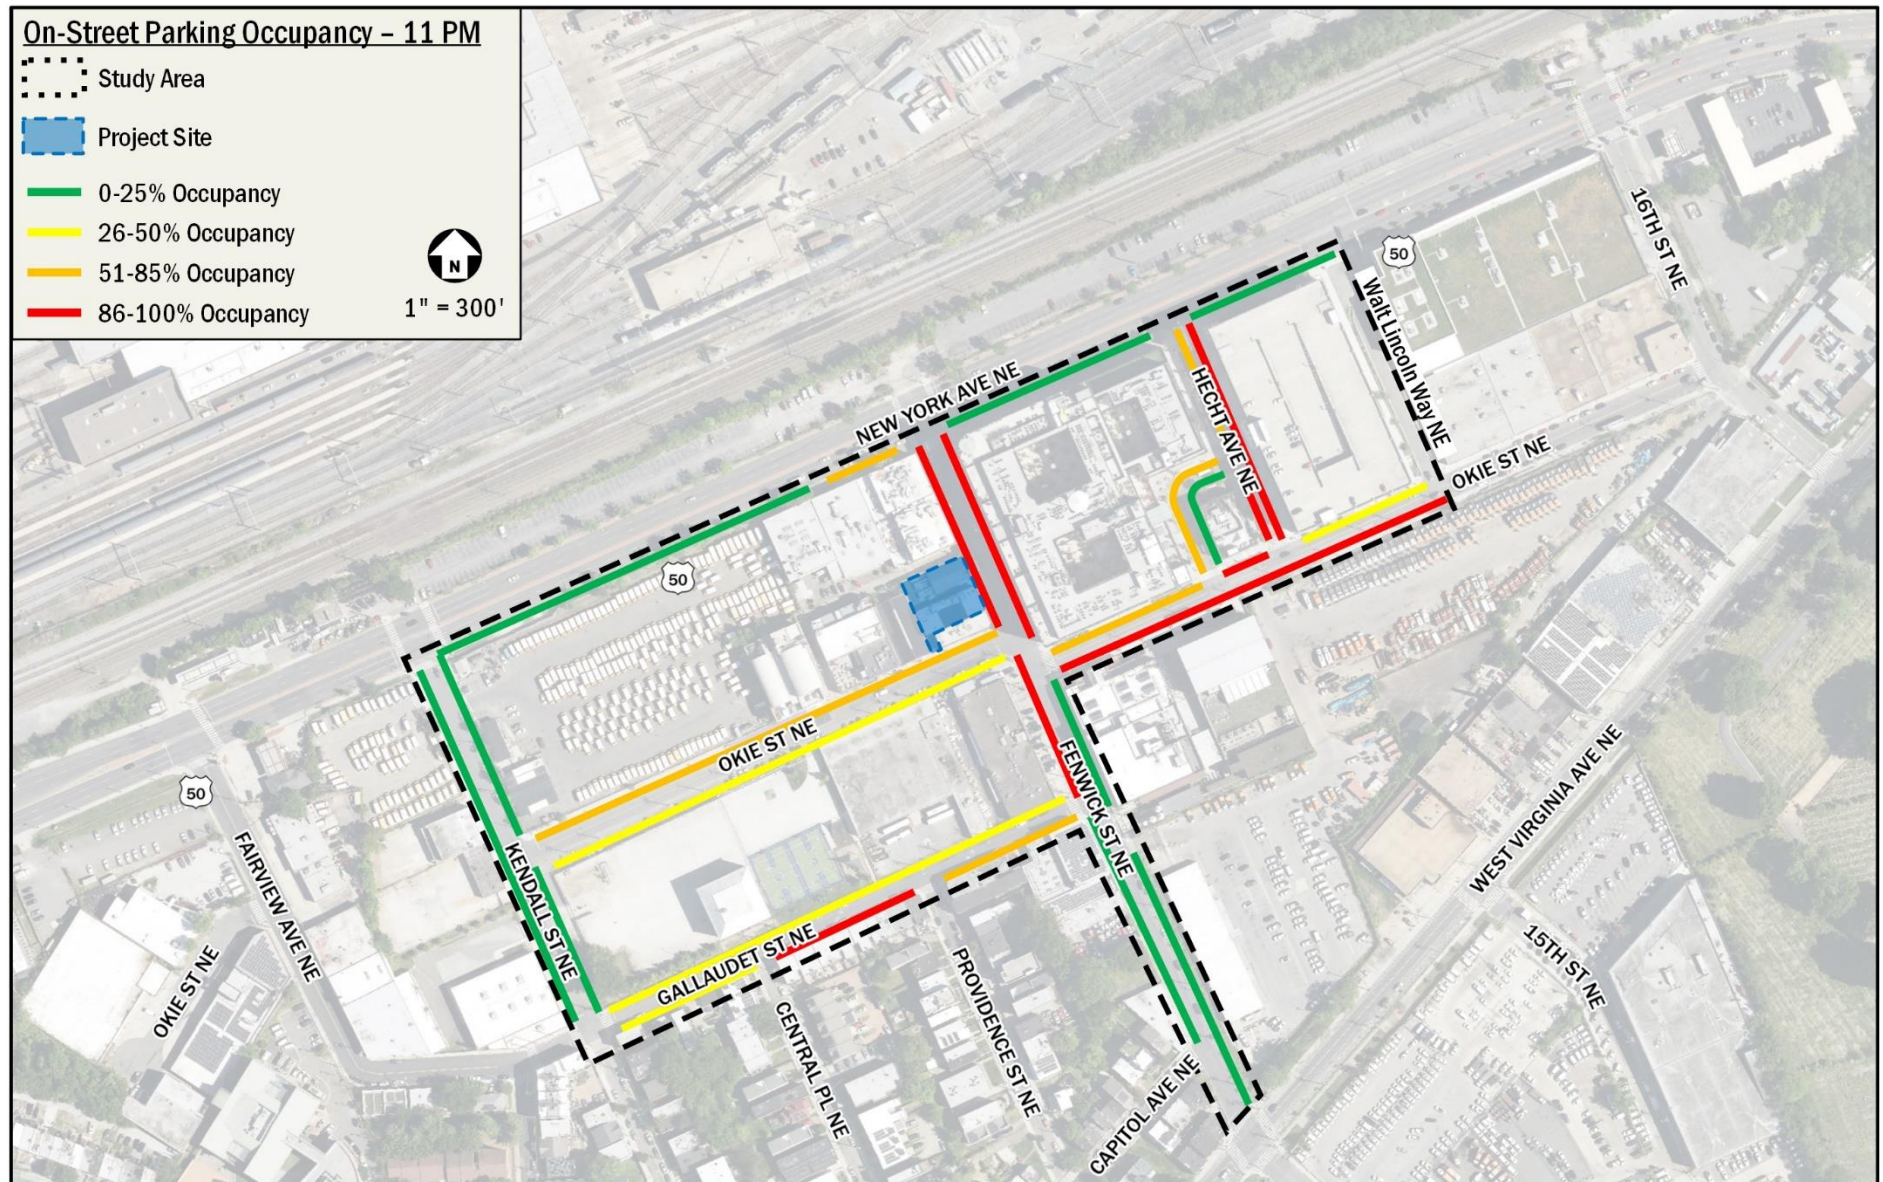 On-Street Parking Occupancy – 11 PM
Study Area
Project Site
0-25% Occupancy
26-50% Occupancy
51-85% Occupancy
86-100% Occupancy
N
1" = 300'
16TH ST NE
50
Walt Lincoln Way NE
NEW YORK AVE NE
HECHT AVE NE
OKIE ST NE
50
OKIE ST NE
FENWICK ST NE
50
WEST VIRGINIA AVE NE
FAIRVIEW AVE NE
KENDALL ST NE
GALLAUDET ST NE
OKIE ST NE
PROVIDENCE ST NE
15TH ST NE
CENTRAL PL NE
CAPITOL AVE NE